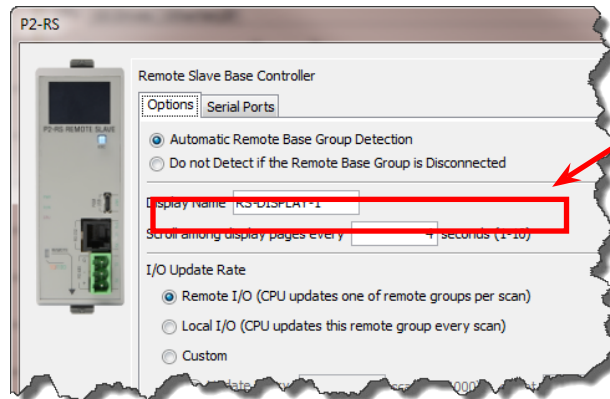 P2-RS
Remote Slave Base Controller
Options Serial Ports
P2-RS REMOTE SLAVE
Automatic Remote Base Group Detection
Do not Detect if the Remote Base Group is Disconnected
Display Name RS-DISPLAY-1
Scroll among display pages every 4 seconds (1-10)
I/O Update Rate
Remote I/O (CPU updates one of remote groups per scan)
Local I/O (CPU updates this remote group every scan)
Custom